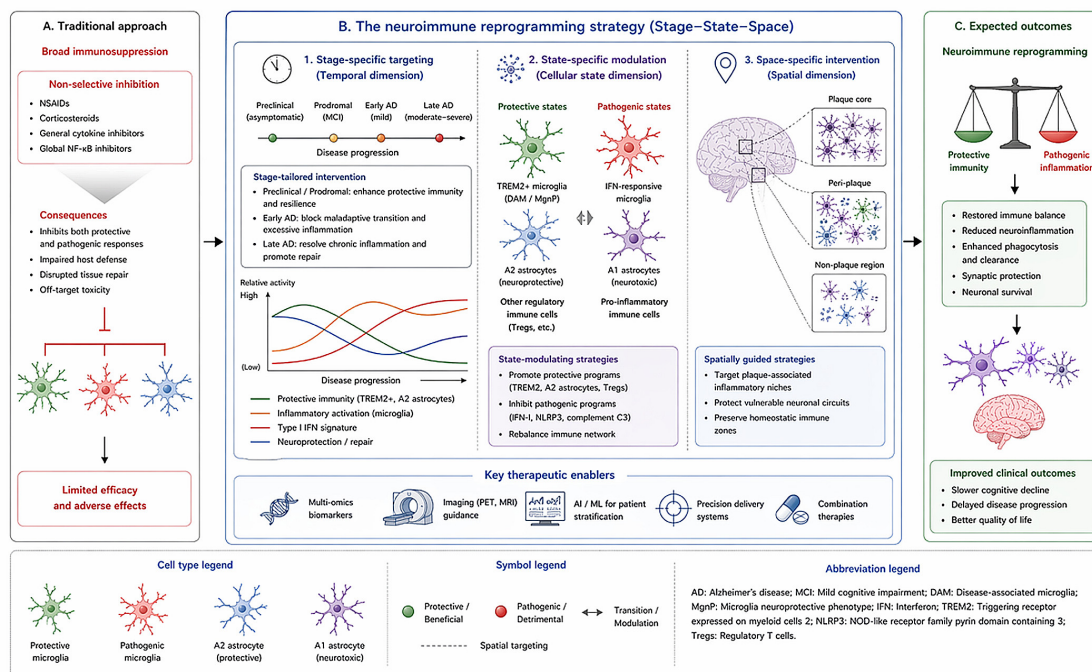 A. Traditional approach
Broad immunosuppression
Non-selective inhibition
• NSAIDs
• Corticosteroids
• General cytokine inhibitors
• Global NF-κB inhibitors
Consequences
• Inhibits both protective
and pathogenic responses
• Impaired host defense
• Disrupted tissue repair
• Off-target toxicity
Limited efficacy
and adverse effects
B. The neuroimmune reprogramming strategy (Stage–State–Space)
1. Stage-specific targeting
(Temporal dimension)
Preclinical
(asymptomatic)
Prodromal
(MCI)
Early AD
(mild)
Late AD
(moderate–severe)
Disease progression
Stage-tailored intervention
• Preclinical / Prodromal: enhance protective immunity
and resilience
• Early AD: block maladaptive transition and
excessive inflammation
• Late AD: resolve chronic inflammation and
promote repair
Relative activity
High
(Low)
Disease progression
Protective immunity (TREM2+, A2 astrocytes)
Inflammatory activation (microglia)
Type I IFN signature
Neuroprotection / repair
2. State-specific modulation
(Cellular state dimension)
Protective states
Pathogenic states
TREM2+ microglia
(DAM / MgnP)
IFN-responsive
microglia
A2 astrocytes
(neuroprotective)
A1 astrocytes
(neurotoxic)
Other regulatory
immune cells
(Tregs, etc.)
Pro-inflammatory
immune cells
State-modulating strategies
• Promote protective programs
(TREM2, A2 astrocytes, Tregs)
• Inhibit pathogenic programs
(IFN-I, NLRP3, complement C3)
• Rebalance immune network
3. Space-specific intervention
(Spatial dimension)
Plaque core
Peri-plaque
Non-plaque region
Spatially guided strategies
• Target plaque-associated
inflammatory niches
• Protect vulnerable neuronal circuits
• Preserve homeostatic immune
zones
Key therapeutic enablers
Multi-omics
biomarkers
Imaging (PET, MRI)
guidance
AI / ML for patient
stratification
Precision delivery
systems
Combination
therapies
C. Expected outcomes
Neuroimmune reprogramming
Protective
immunity
Pathogenic
inflammation
• Restored immune balance
• Reduced neuroinflammation
• Enhanced phagocytosis
and clearance
• Synaptic protection
• Neuronal survival
Improved clinical outcomes
• Slower cognitive decline
• Delayed disease progression
• Better quality of life
Cell type legend
Protective
microglia
Pathogenic
microglia
A2 astrocyte
(protective)
A1 astrocyte
(neurotoxic)
Symbol legend
Protective /
Beneficial
Pathogenic /
Detrimental
Transition /
Modulation
Spatial targeting
Abbreviation legend
AD: Alzheimer's disease; MCI: Mild cognitive impairment; DAM: Disease-associated microglia;
MgnP: Microglia neuroprotective phenotype; IFN: Interferon; TREM2: Triggering receptor
expressed on myeloid cells 2; NLRP3: NOD-like receptor family pyrin domain containing 3;
Tregs: Regulatory T cells.